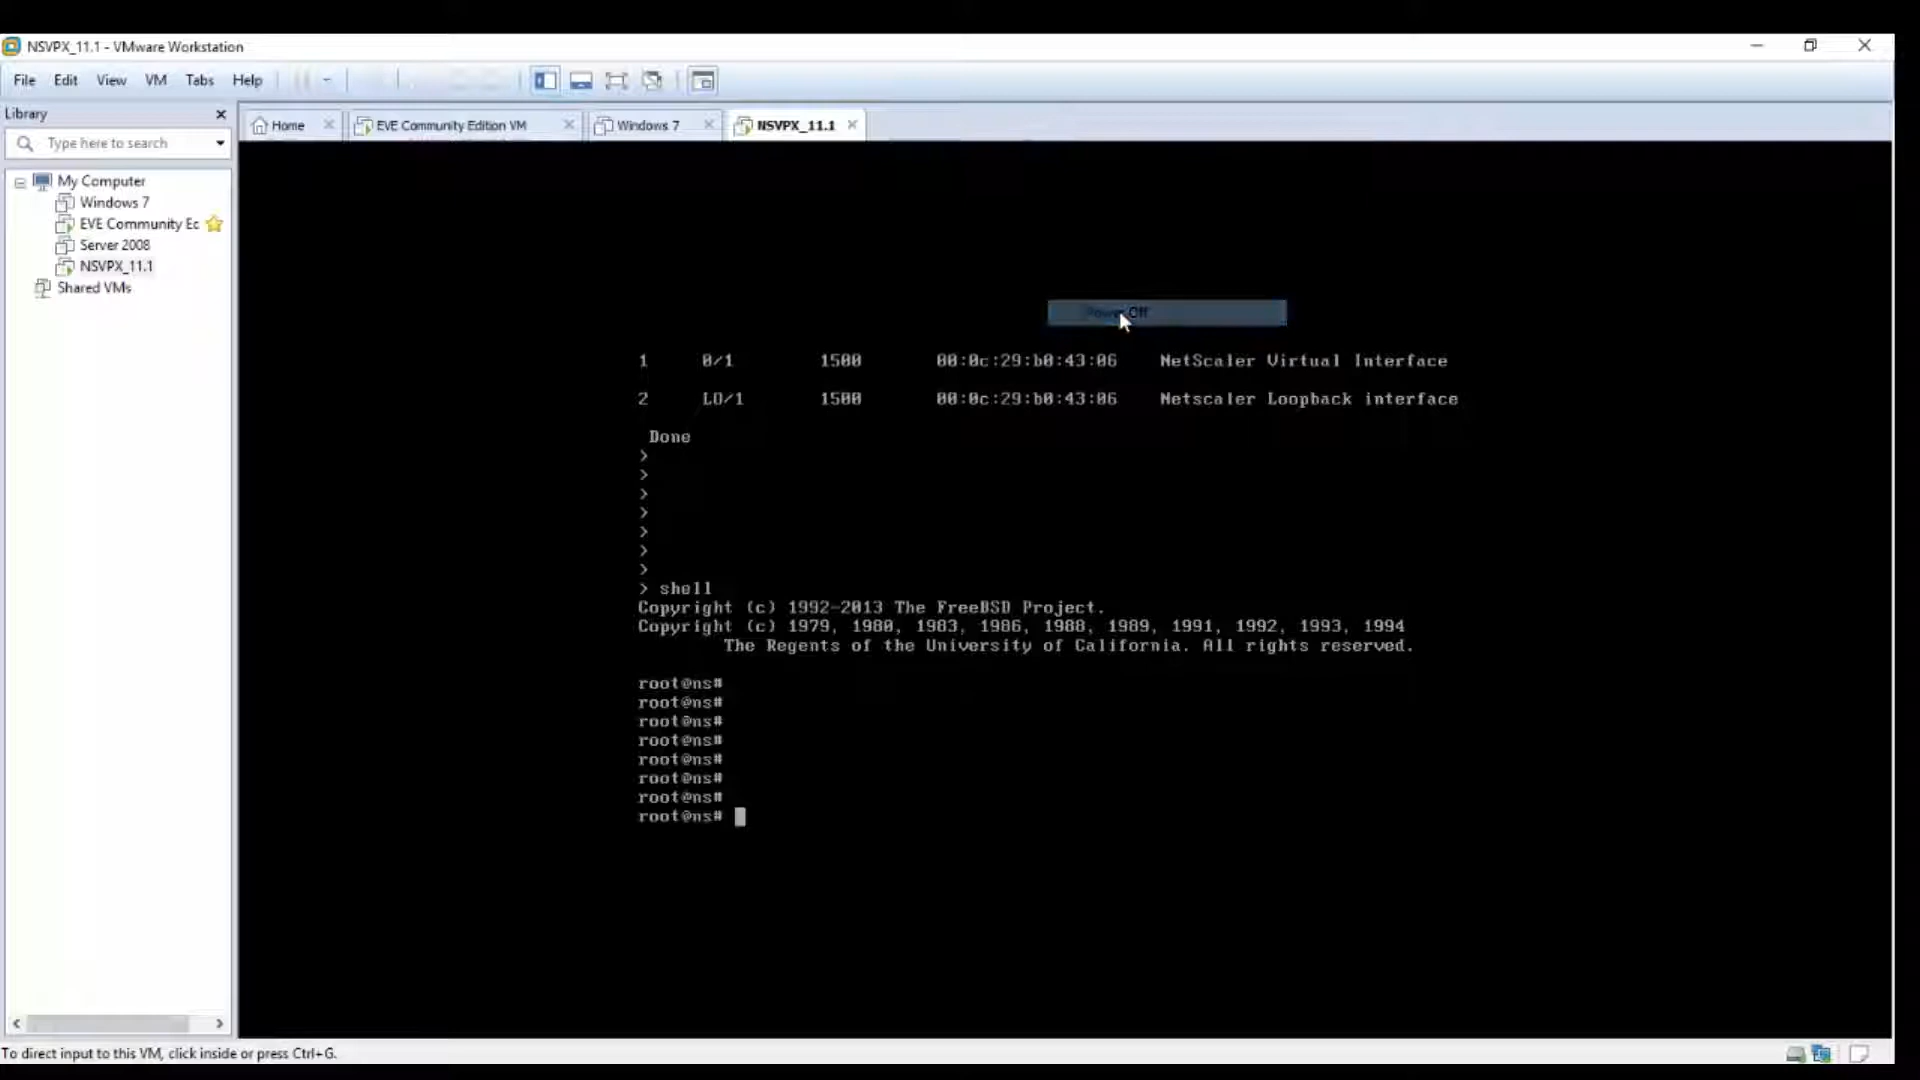 NSVPX_11.1 - VMware Workstation
File Edit View VM Tabs Help
Library
Type here to search
My Computer
Windows 7
EVE Community Ec
Server 2008
NSVPX_11.1
Shared VMs
Home
EVE Community Edition VM
Windows 7
NSVPX_11.1
Power Off
1 0/1 1500 00:0c:29:b0:43:06 NetScaler Virtual Interface
2 LO/1 1500 00:0c:29:b0:43:06 Netscaler Loopback interface
Done
>
>
>
>
>
>
>
> shell
Copyright (c) 1992-2013 The FreeBSD Project.
Copyright (c) 1979, 1980, 1983, 1986, 1988, 1989, 1991, 1992, 1993, 1994
The Regents of the University of California. All rights reserved.
root@ns#
root@ns#
root@ns#
root@ns#
root@ns#
root@ns#
root@ns#
root@ns#
To direct input to this VM, click inside or press Ctrl+G.